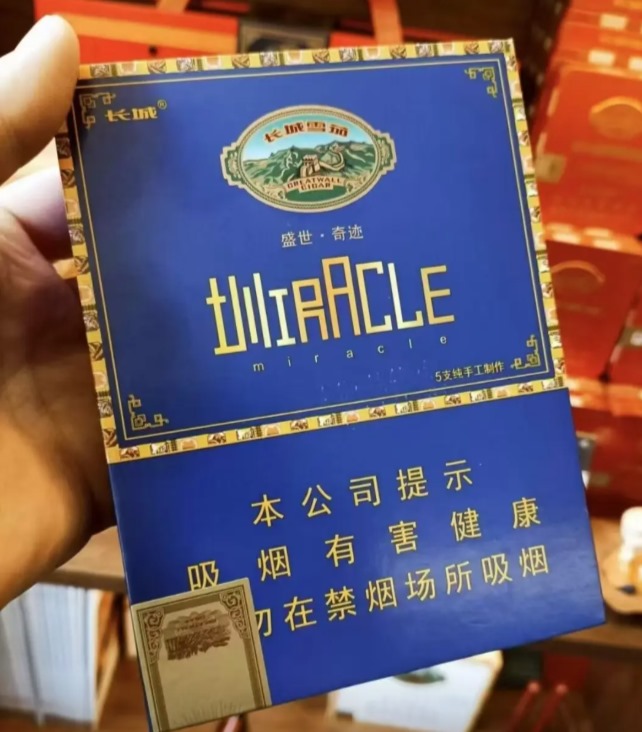 长城®
长城雪茄
GREATWALL
CIGAR
盛世·奇迹
MIRACLE
miracle
5支纯手工制作
本公司提示
吸烟有害健康
勿在禁烟场所吸烟